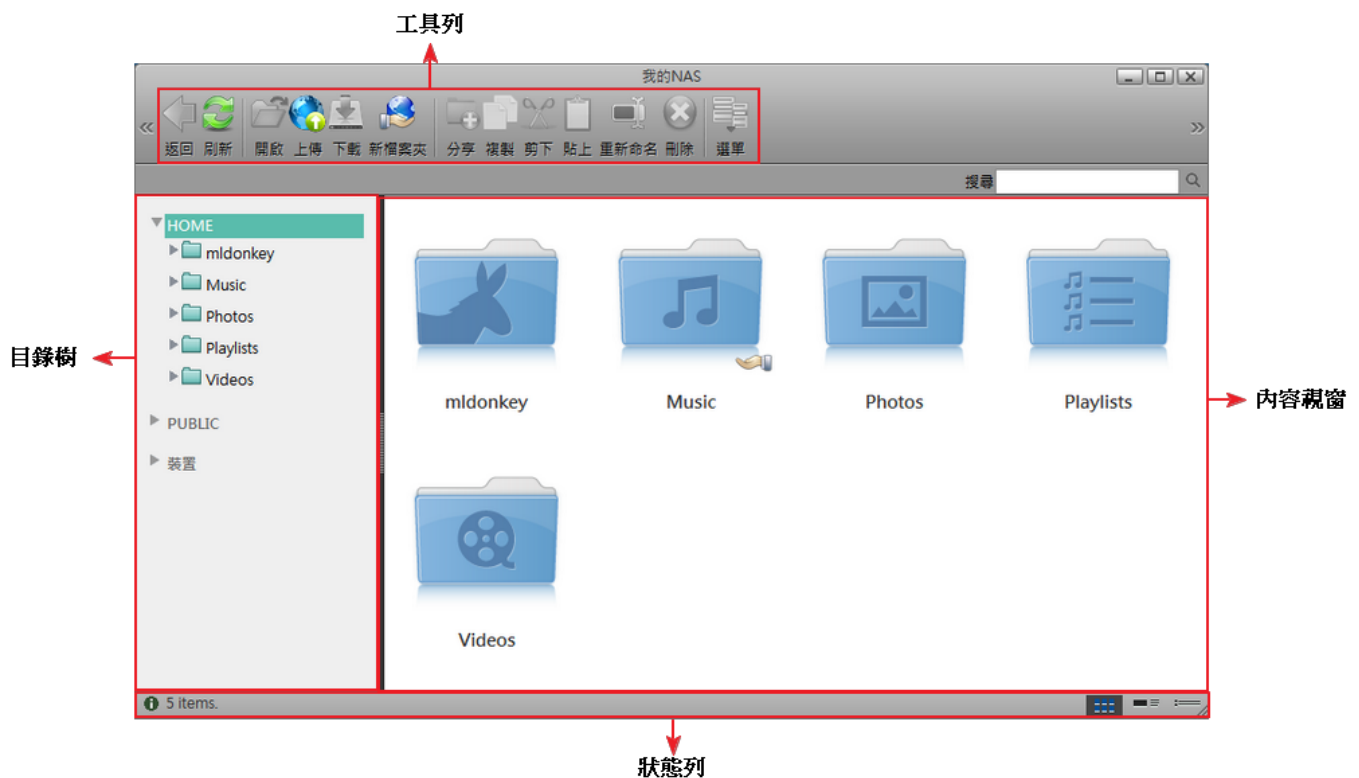 工具列
我的NAS
返回 刷新 開啟 上傳 下載 新檔案夾 分享 複製 剪下 貼上 重新命名 刪除 選單
搜尋
HOME
mldonkey
Music
Photos
Playlists
Videos
PUBLIC
裝置
目錄樹
mldonkey Music Photos Playlists
Videos
內容視窗
5 items.
狀態列